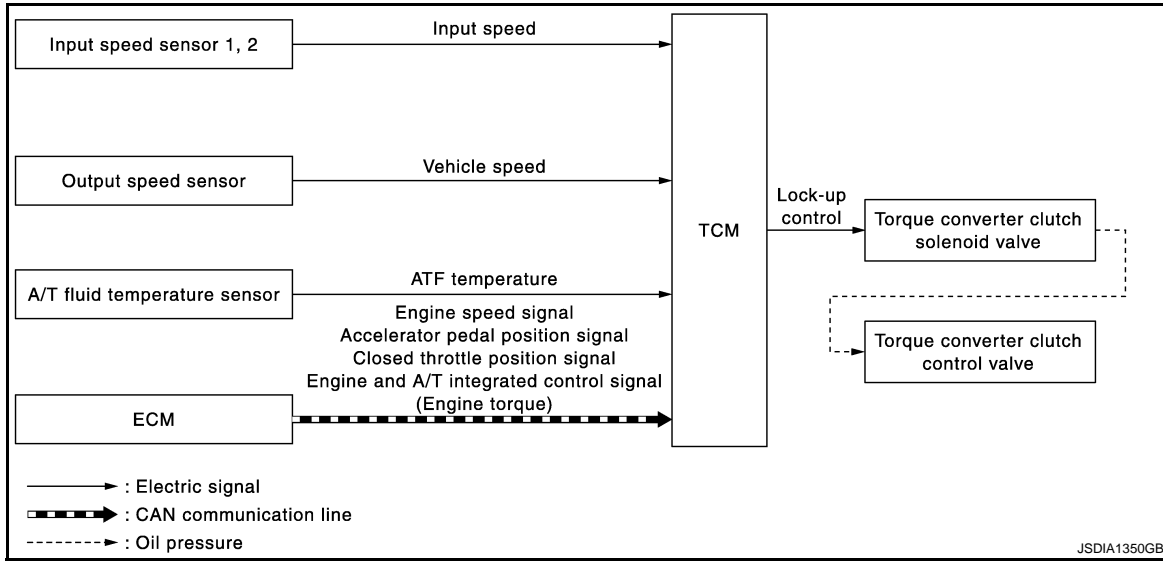 Input speed sensor 1, 2
Input speed
Output speed sensor
Vehicle speed
A/T fluid temperature sensor
ATF temperature
Engine speed signal
Accelerator pedal position signal
Closed throttle position signal
Engine and A/T integrated control signal
(Engine torque)
ECM
TCM
Lock-up
control
Torque converter clutch
solenoid valve
Torque converter clutch
control valve
: Electric signal
: CAN communication line
: Oil pressure
JSDIA1350GB